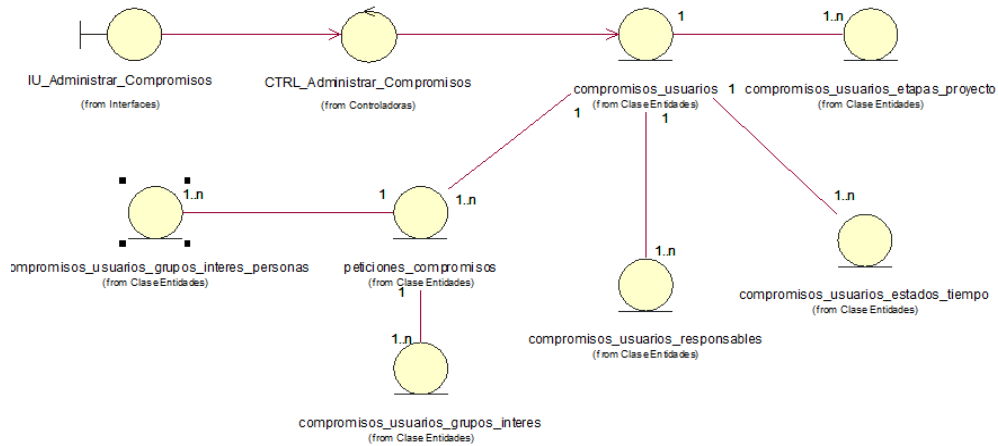 1
1..n
IU_Administrar_Compromisos
(from Interfaces)
CTRL_Administrar_Compromisos
(from Controladoras)
compromisos_usuarios
(from Clase Entidades)
compromisos_usuarios_etapas_proyecto
(from Clase Entidades)
1
1
1
1..n
1
1..n
1..n
1..n
ompromisos_usuarios_grupos_interes_personas
(from Clase Entidades)
peticiones_compromisos
(from Clase Entidades)
1
compromisos_usuarios_estados_tiempo
(from Clase Entidades)
1..n
compromisos_usuarios_responsables
(from Clase Entidades)
compromisos_usuarios_grupos_interes
(from Clase Entidades)